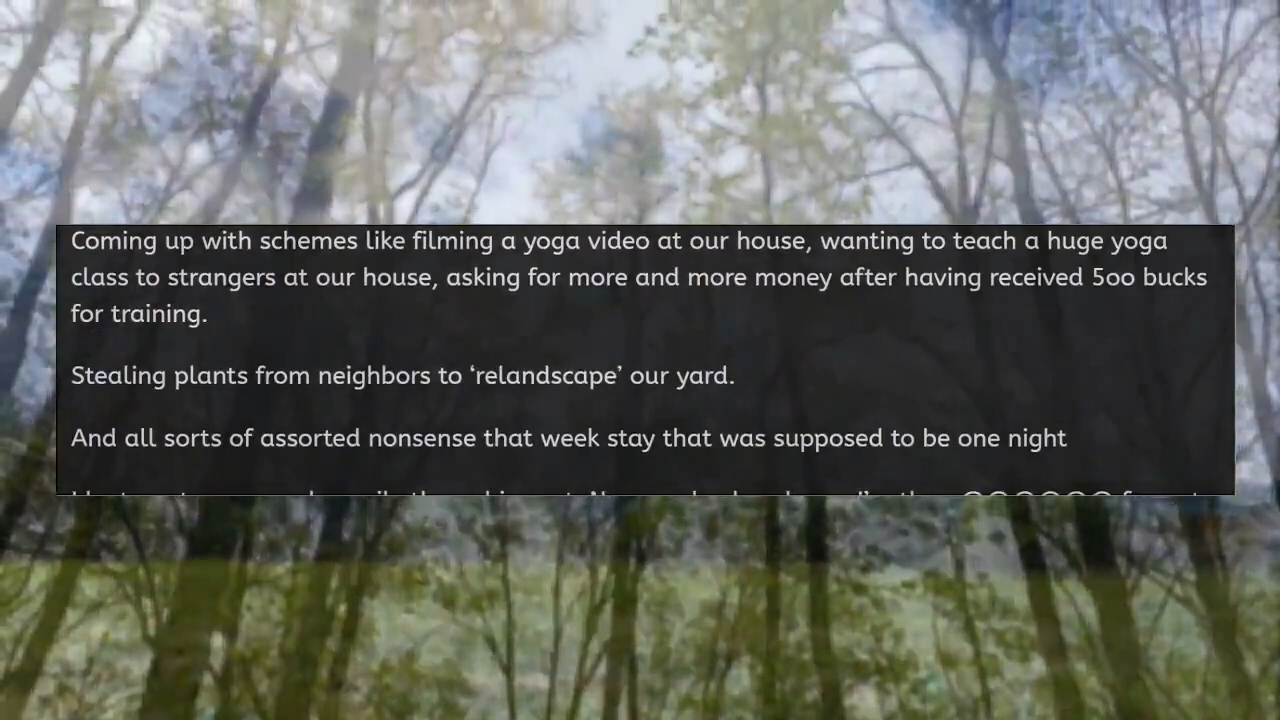 Coming up with schemes like filming a yoga video at our house, wanting to teach a huge yoga
class to strangers at our house, asking for more and more money after having received 500 bucks
for training.
Stealing plants from neighbors to ‘relandscape’ our yard.
And all sorts of assorted nonsense that week stay that was supposed to be one night